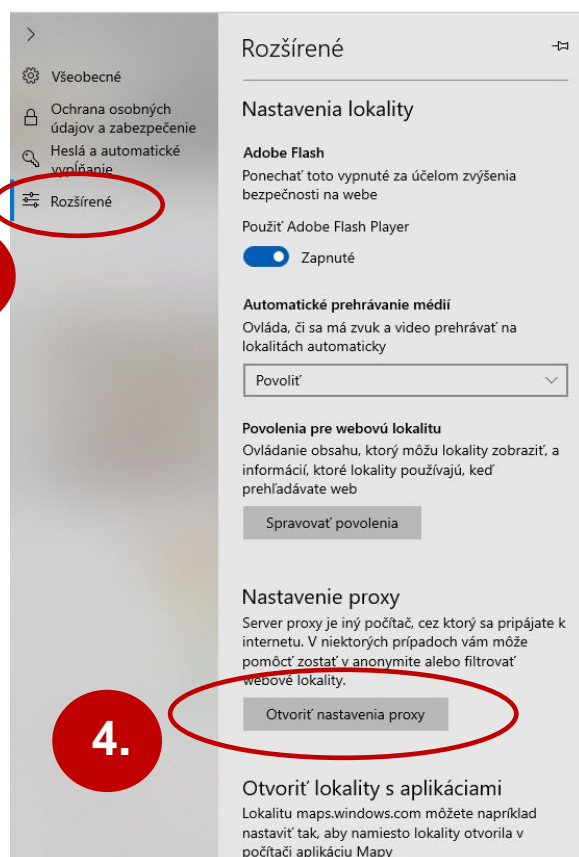 Všeobecné
Ochrana osobných
údajov a zabezpečenie
Heslá a automatické
vypĺňanie
Rozšírené
Rozšírené
Nastavenia lokality
Adobe Flash
Ponechať toto vypnuté za účelom zvýšenia
bezpečnosti na webe
Použiť Adobe Flash Player
Zapnuté
Automatické prehrávanie médií
Ovláda, či sa má zvuk a video prehrávať na
lokalitách automaticky
Povoliť
Povolenia pre webovú lokalitu
Ovládanie obsahu, ktorý môžu lokality zobraziť, a
informácií, ktoré lokality používajú, keď
prehľadávate web
Spravovať povolenia
Nastavenie proxy
Server proxy je iný počítač, cez ktorý sa pripájate k
internetu. V niektorých prípadoch vám môže
pomôcť zostať v anonymite alebo filtrovať
webové lokality.
Otvoriť nastavenia proxy
4.
Otvoriť lokality s aplikáciami
Lokalitu maps.windows.com môžete napríklad
nastaviť tak, aby namiesto lokality otvorila v
počítači aplikáciu Mapy